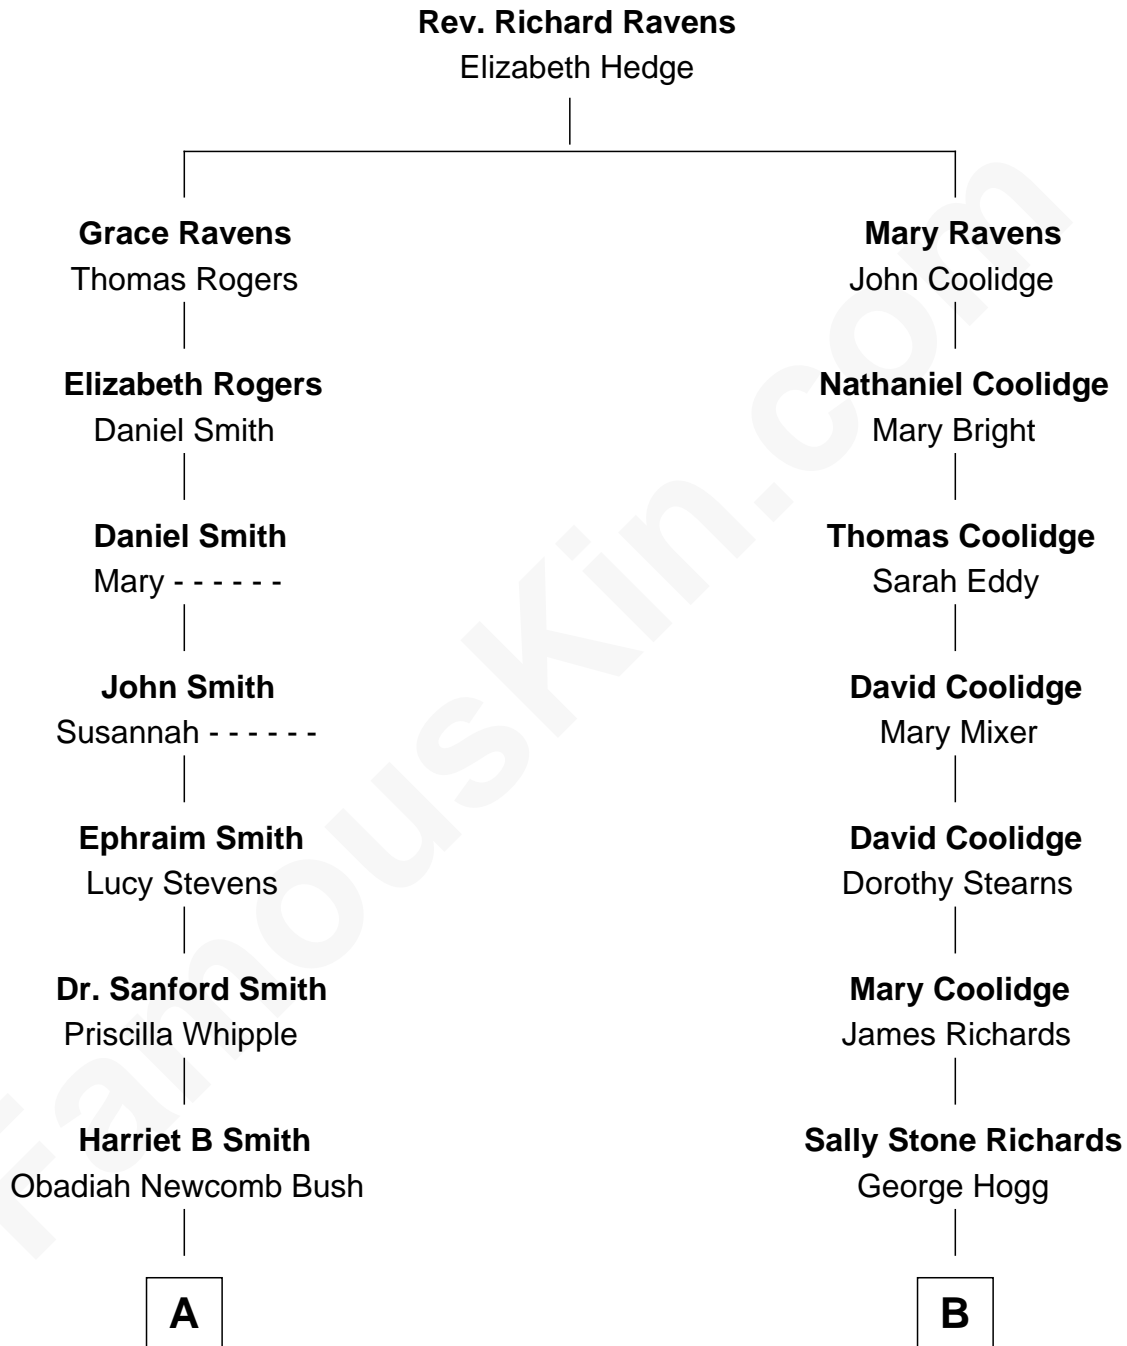 Rev. Richard Ravens
Elizabeth Hedge
Grace Ravens
Thomas Rogers
Mary Ravens
John Coolidge
Elizabeth Rogers
Daniel Smith
Nathaniel Coolidge
Mary Bright
Daniel Smith
Mary - - - - - -
Thomas Coolidge
Sarah Eddy
John Smith
Susannah - - - - - -
David Coolidge
Mary Mixer
Ephraim Smith
Lucy Stevens
David Coolidge
Dorothy Stearns
Dr. Sanford Smith
Priscilla Whipple
Mary Coolidge
James Richards
Harriet B Smith
Obadiah Newcomb Bush
Sally Stone Richards
George Hogg
A
B
FamousKin.com